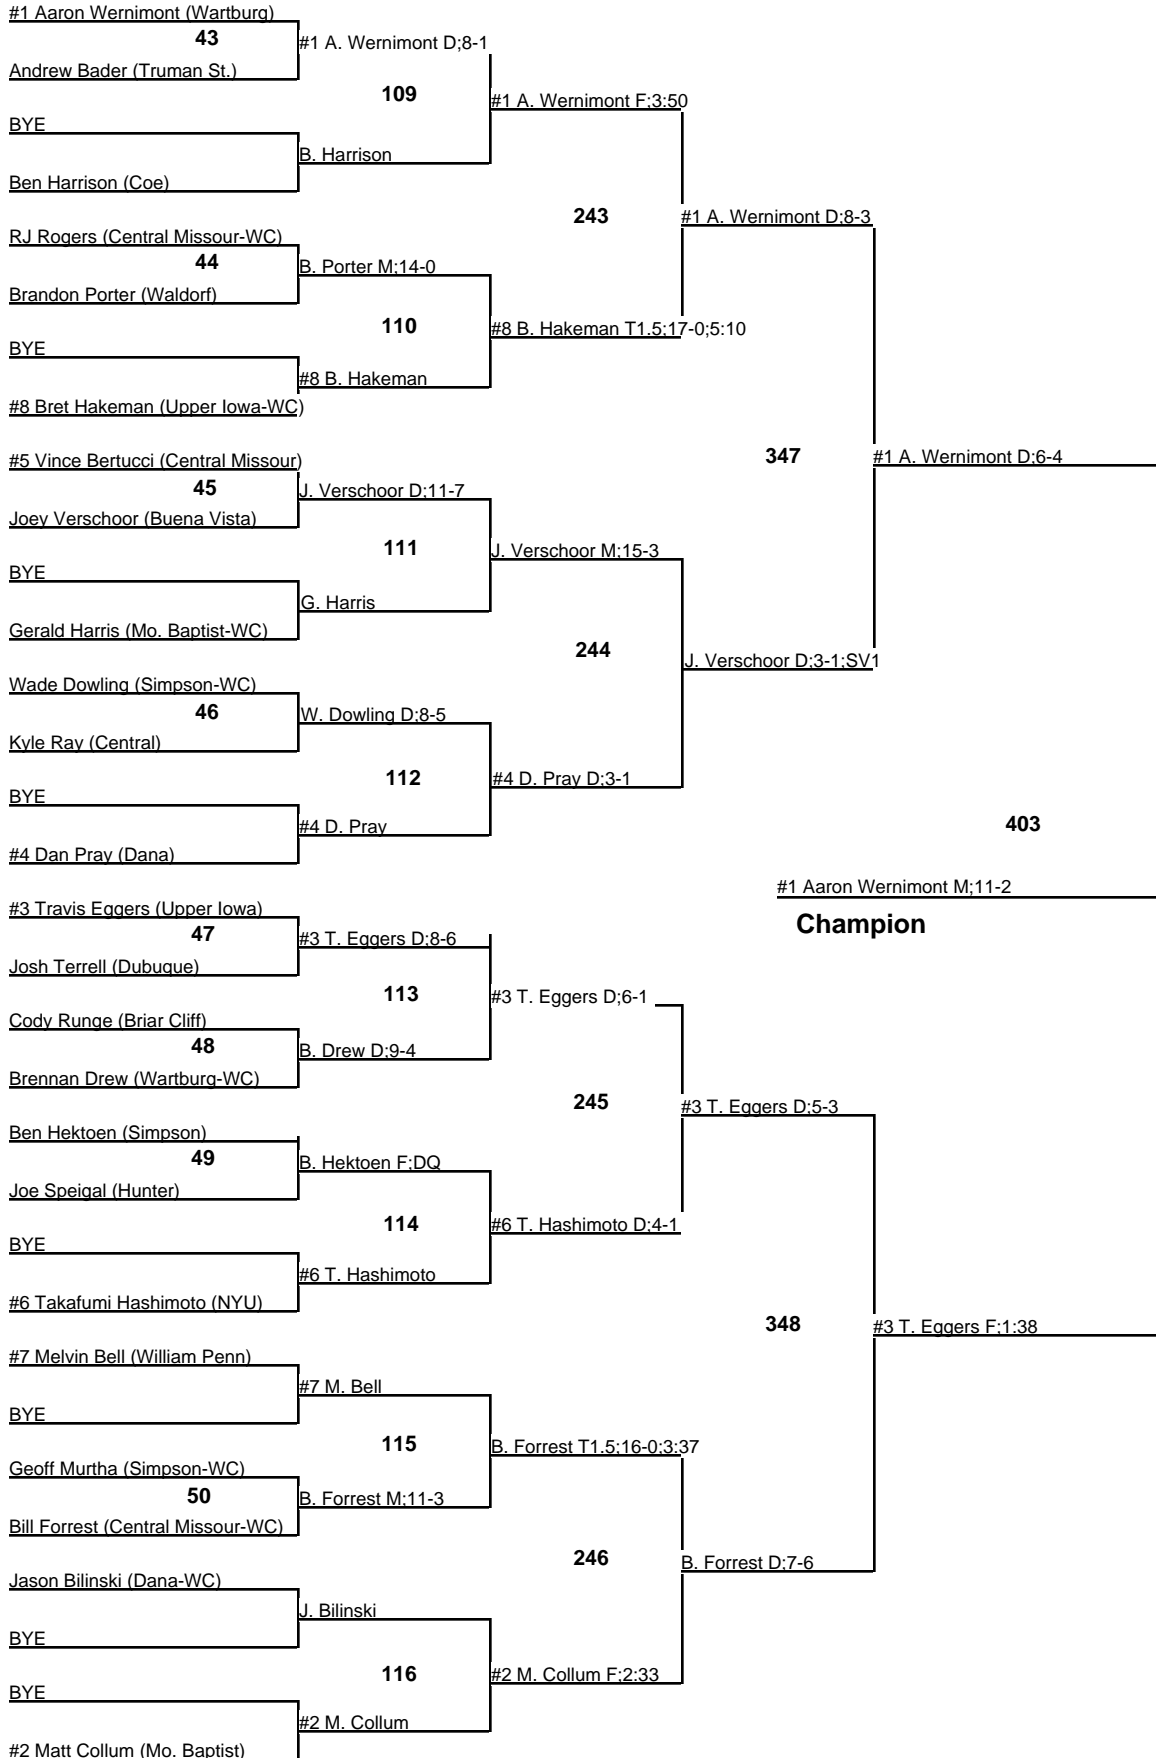 #1 Aaron Wernimont (Wartburg)
43
#1 A. Wernimont D;8-1
Andrew Bader (Truman St.)
109
#1 A. Wernimont F;3:50
BYE
B. Harrison
Ben Harrison (Coe)
243
#1 A. Wernimont D;8-3
RJ Rogers (Central Missour-WC)
44
B. Porter M;14-0
Brandon Porter (Waldorf)
110
#8 B. Hakeman T1.5;17-0;5:10
BYE
#8 B. Hakeman
#8 Bret Hakeman (Upper Iowa-WC)
347
#1 A. Wernimont D;6-4
#5 Vince Bertucci (Central Missour)
45
J. Verschoor D;11-7
Joey Verschoor (Buena Vista)
111
J. Verschoor M;15-3
BYE
G. Harris
Gerald Harris (Mo. Baptist-WC)
244
J. Verschoor D;3-1;SV1
Wade Dowling (Simpson-WC)
46
W. Dowling D;8-5
Kyle Ray (Central)
112
#4 D. Pray D;3-1
BYE
#4 D. Pray
403
#4 Dan Pray (Dana)
#1 Aaron Wernimont M;11-2
Champion
#3 Travis Eggers (Upper Iowa)
47
#3 T. Eggers D;8-6
Josh Terrell (Dubuque)
113
#3 T. Eggers D;6-1
Cody Runge (Briar Cliff)
48
B. Drew D;9-4
Brennan Drew (Wartburg-WC)
245
#3 T. Eggers D;5-3
Ben Hektoen (Simpson)
49
B. Hektoen F;DQ
Joe Speigal (Hunter)
114
#6 T. Hashimoto D;4-1
BYE
#6 T. Hashimoto
#6 Takafumi Hashimoto (NYU)
348
#3 T. Eggers F;1:38
#7 Melvin Bell (William Penn)
#7 M. Bell
BYE
115
B. Forrest T1.5;16-0;3:37
Geoff Murtha (Simpson-WC)
50
B. Forrest M;11-3
Bill Forrest (Central Missour-WC)
246
B. Forrest D;7-6
Jason Bilinski (Dana-WC)
J. Bilinski
BYE
116
#2 M. Collum F;2:33
BYE
#2 M. Collum
#2 Matt Collum (Mo. Baptist)